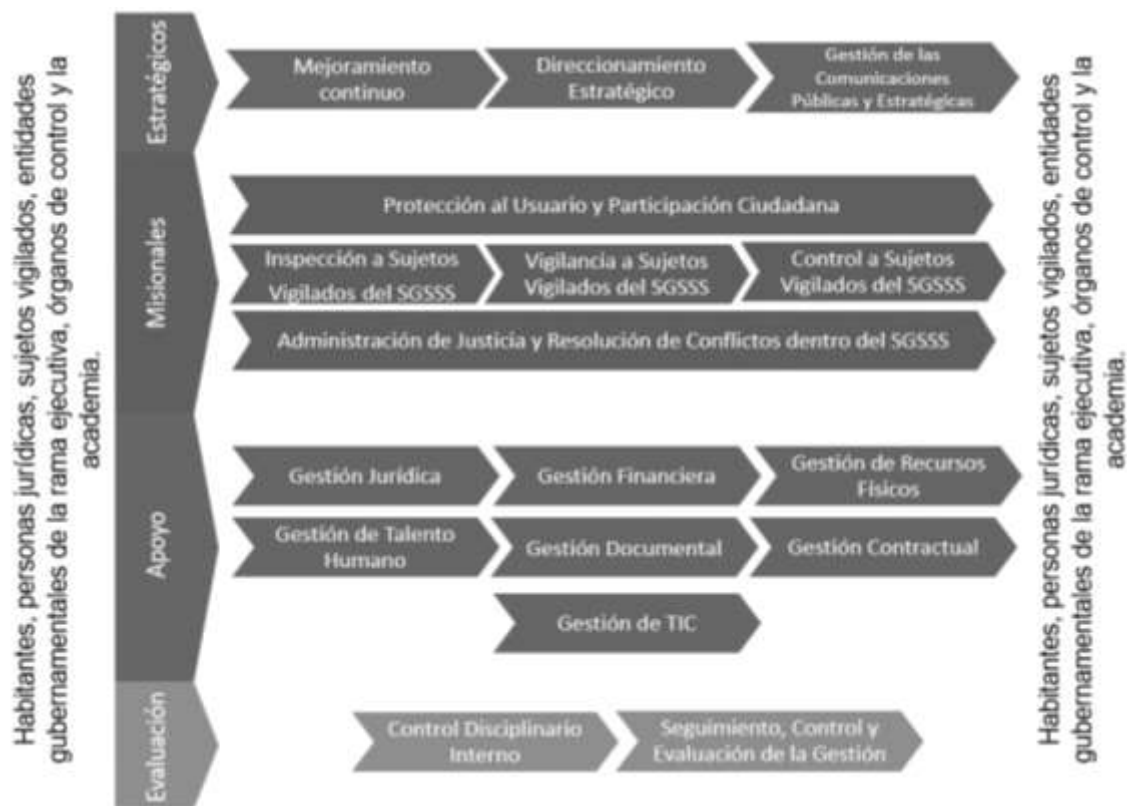 Habitantes, personas jurídicas, sujetos vigilados, entidades
gubernamentales de la rama ejecutiva, órganos de control y la
academia.
Estratégicos
Mejoramiento
continuo
Direccionamiento
Estratégico
Gestión de las
Comunicaciones
Públicas y Estratégicas
Misionales
Protección al Usuario y Participación Ciudadana
Inspección a Sujetos
Vigilados del SGSSS
Vigilancia a Sujetos
Vigilados del SGSSS
Control a Sujetos
Vigilados del SGSSS
Administración de Justicia y Resolución de Conflictos dentro del SGSSS
Apoyo
Gestión Jurídica
Gestión Financiera
Gestión de Recursos
Físicos
Gestión de Talento
Humano
Gestión Documental
Gestión Contractual
Gestión de TIC
Evaluación
Control Disciplinario
Interno
Seguimiento, Control y
Evaluación de la Gestión
Habitantes, personas jurídicas, sujetos vigilados, entidades
gubernamentales de la rama ejecutiva, órganos de control y la
academia.